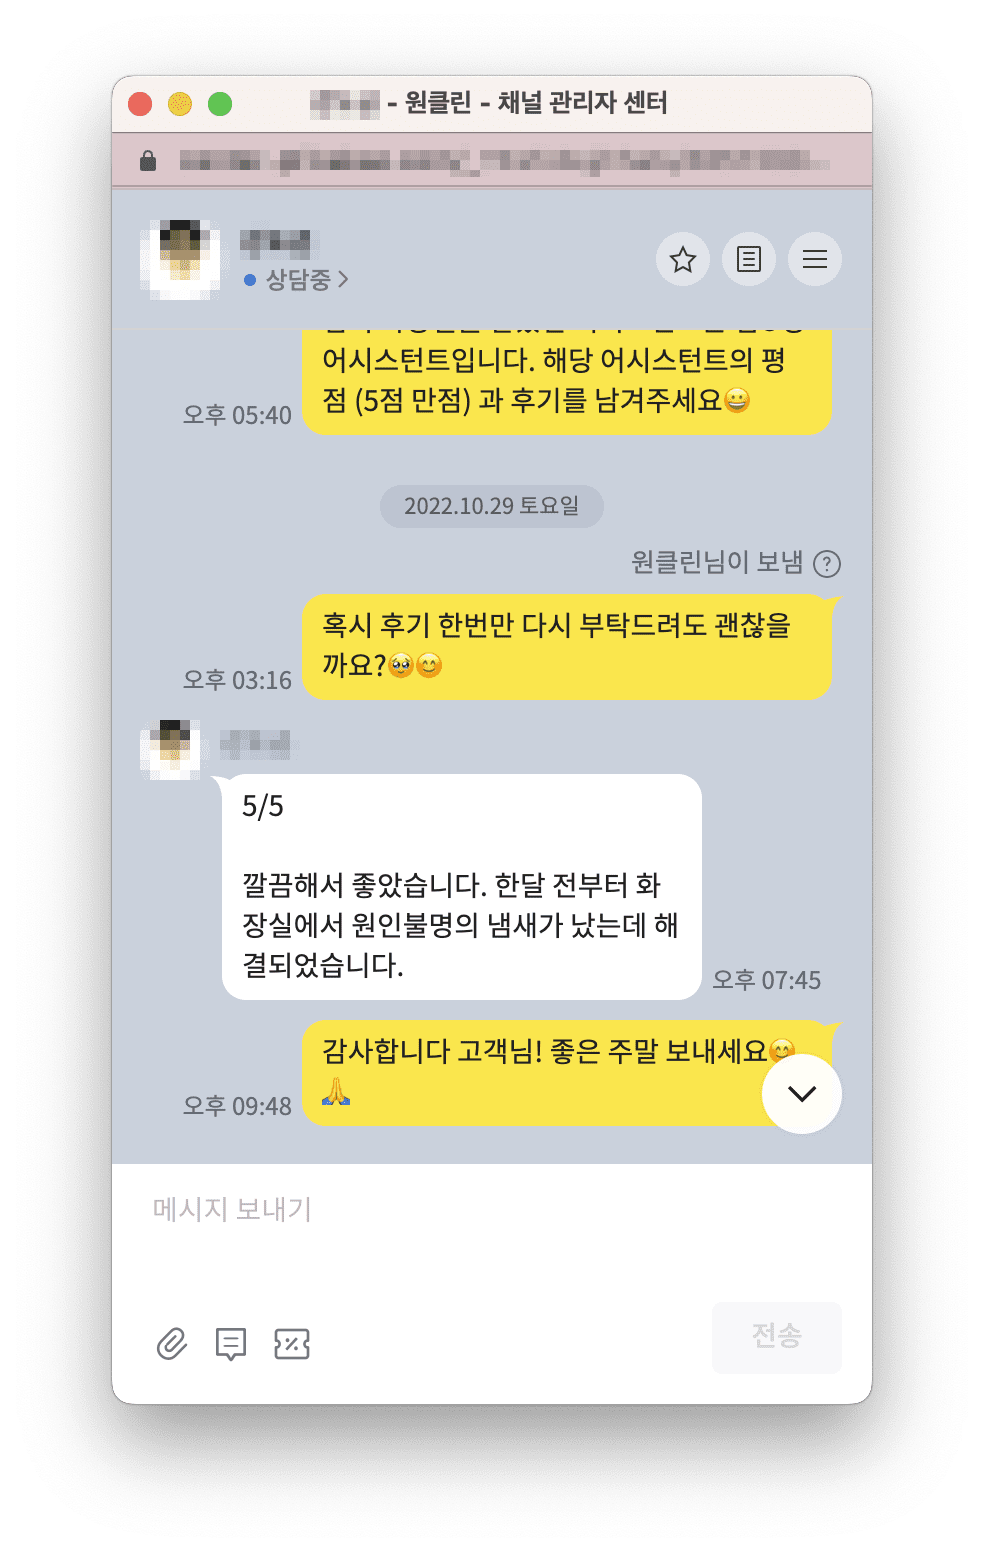 - 원클린 - 채널 관리자 센터
상담중
어시스턴트입니다. 해당 어시스턴트의 평
점 (5점 만점) 과 후기를 남겨주세요😀
오후 05:40
2022.10.29 토요일
원클린님이 보냄 ?
혹시 후기 한번만 다시 부탁드려도 괜찮을
까요?🥹😊
오후 03:16
5/5
깔끔해서 좋았습니다. 한달 전부터 화
장실에서 원인불명의 냄새가 났는데 해
결되었습니다.
오후 07:45
감사합니다 고객님! 좋은 주말 보내세요😊
🙏
오후 09:48
메시지 보내기
전송